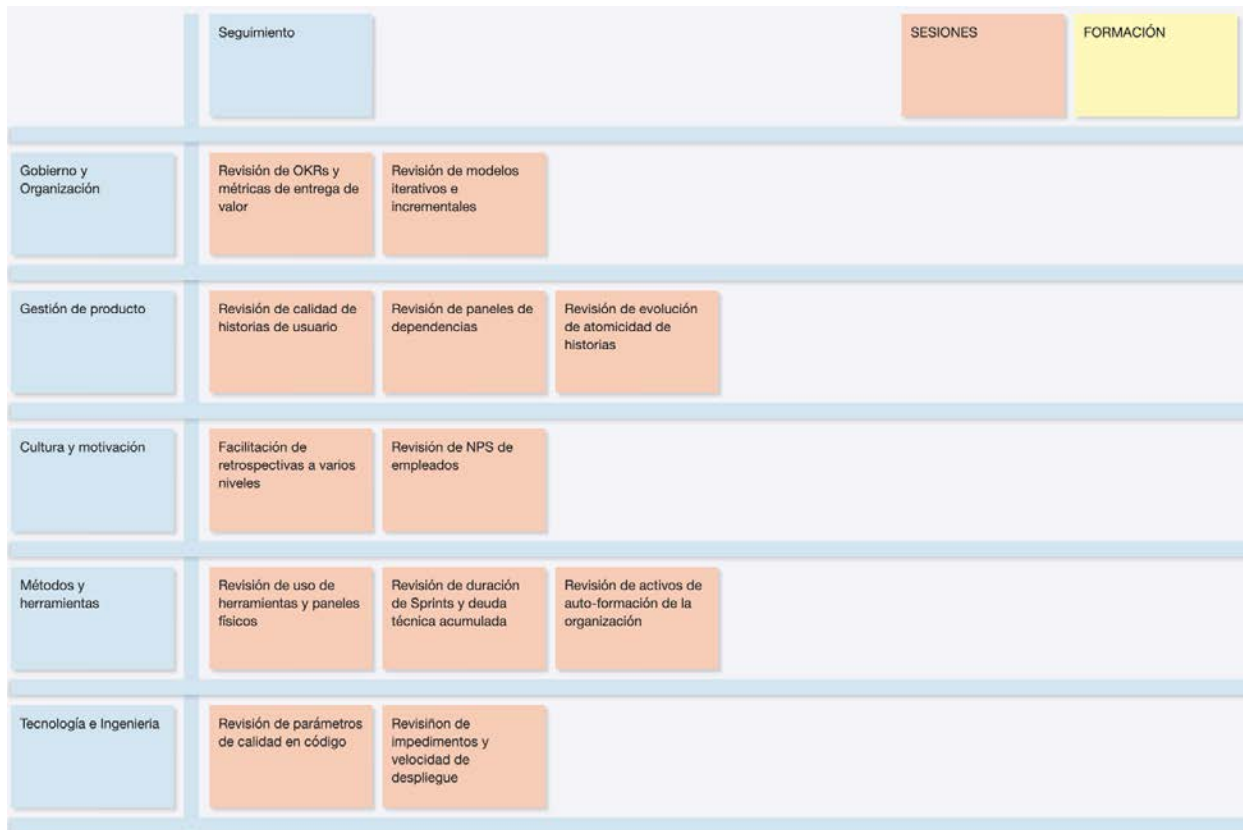 Seguimiento
SESIONES
FORMACIÓN
Gobierno y
Organización
Revisión de OKRs y
métricas de entrega de
valor
Revisión de modelos
iterativos e
incrementales
Gestión de producto
Revisión de calidad de
historias de usuario
Revisión de paneles de
dependencias
Revisión de evolución
de atomicidad de
historias
Cultura y motivación
Facilitación de
retrospectivas a varios
niveles
Revisión de NPS de
empleados
Métodos y
herramientas
Revisión de uso de
herramientas y paneles
físicos
Revisión de duración
de Sprints y deuda
técnica acumulada
Revisión de activos de
auto-formación de la
organización
Tecnología e Ingenieria
Revisión de parámetros
de calidad en código
Revisiñon de
impedimentos y
velocidad de
despliegue